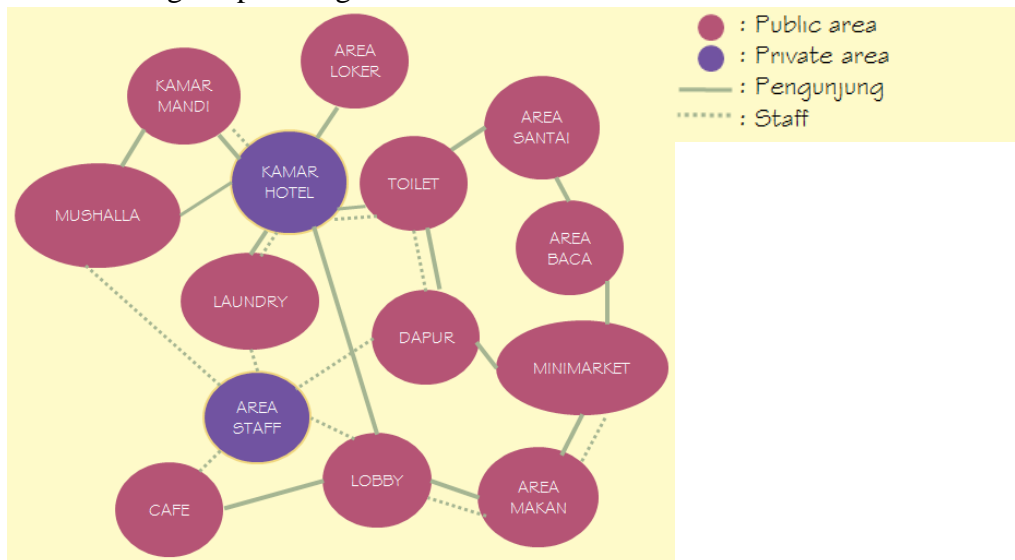 : Public area
: Private area
: Pengunjung
: Staff
AREA
LOKER
KAMAR
MANDI
AREA
SANTAI
KAMAR
HOTEL
TOILET
MUSHALLA
AREA
BACA
LAUNDRY
DAPUR
MINIMARKET
AREA
STAFF
LOBBY
AREA
MAKAN
CAFE